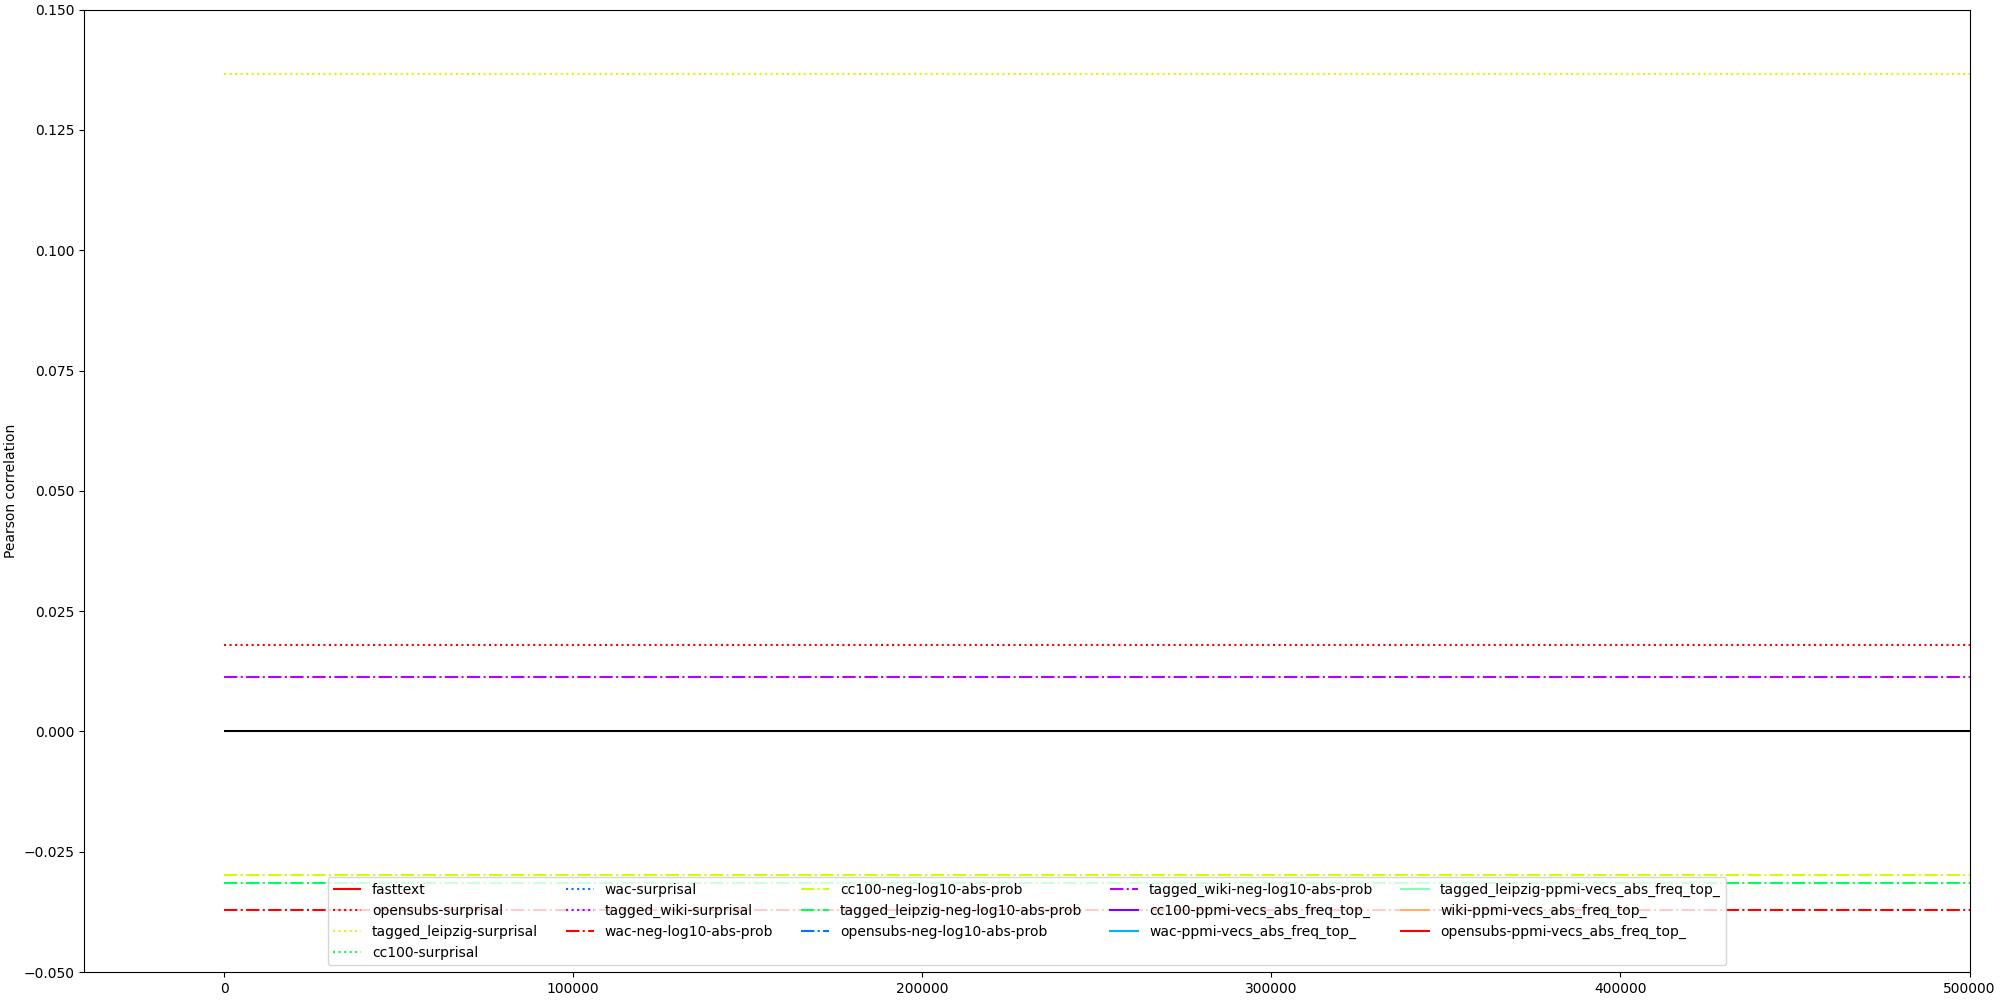 0.150
0.125
0.100
0.075
0.050
0.025
0.000
−0.025
−0.050
Pearson correlation
fasttext
opensubs-surprisal
tagged_leipzig-surprisal
cc100-surprisal
wac-surprisal
tagged_wiki-surprisal
wac-neg-log10-abs-prob
cc100-neg-log10-abs-prob
tagged_leipzig-neg-log10-abs-prob
opensubs-neg-log10-abs-prob
tagged_wiki-neg-log10-abs-prob
cc100-ppmi-vecs_abs_freq_top_
wac-ppmi-vecs_abs_freq_top_
tagged_leipzig-ppmi-vecs_abs_freq_top_
wiki-ppmi-vecs_abs_freq_top_
opensubs-ppmi-vecs_abs_freq_top_
0 100000 200000 300000 400000 500000